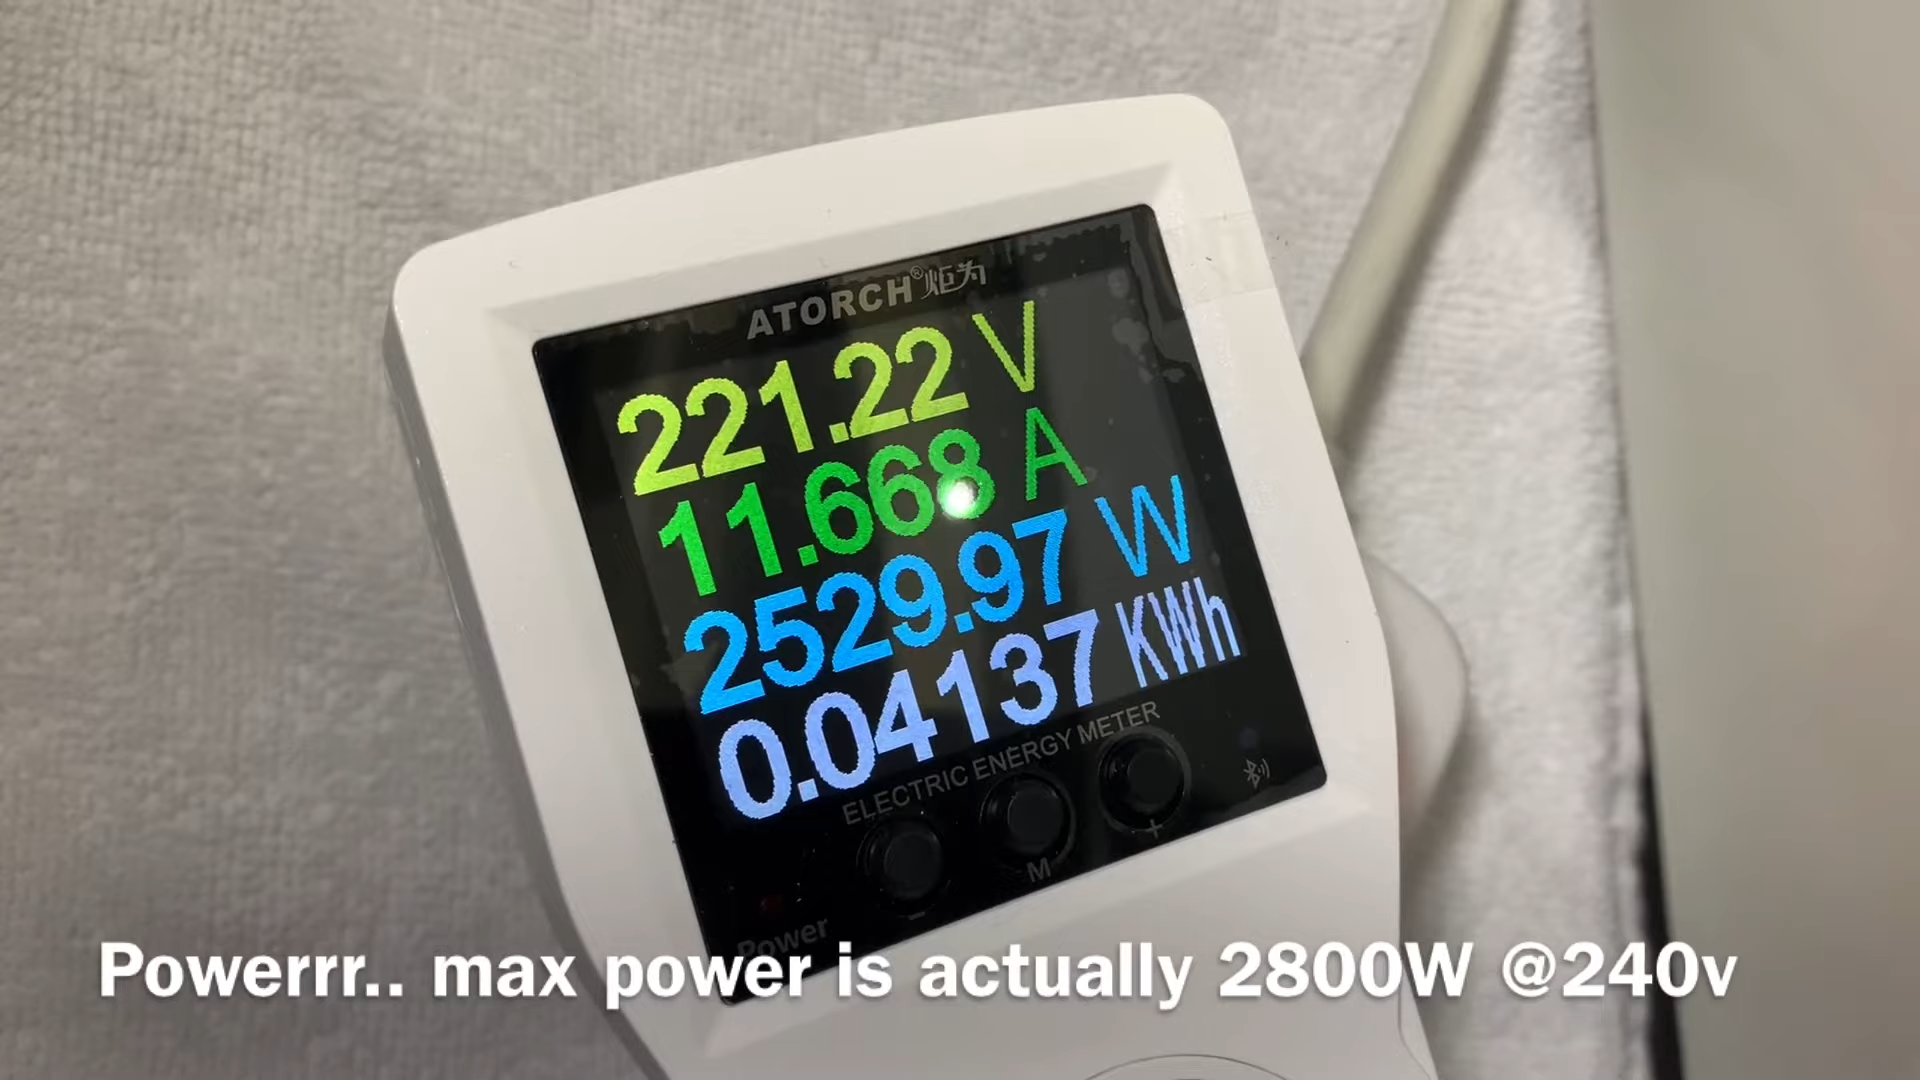 ATORCH®炬为
221.22 V
11.668 A
2529.97 W
0.04137 KWh
ELECTRIC ENERGY METER
- M +
Power
Powerrr.. max power is actually 2800W @240v